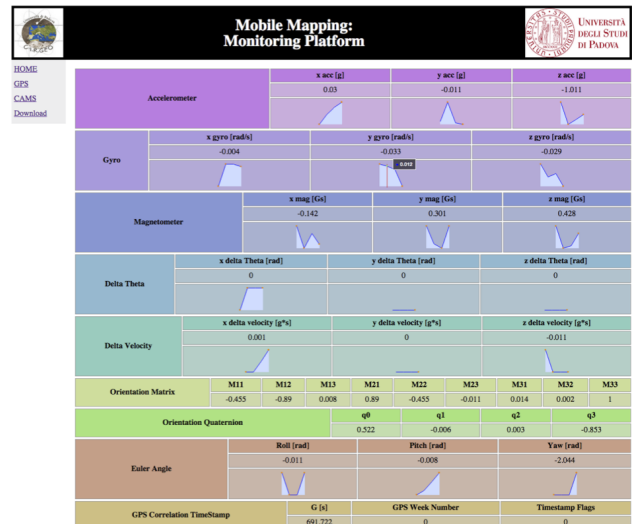 Mobile Mapping:
Monitoring Platform
UNIVERSITÀ
DEGLI STUDI
DI PADOVA
HOME
GPS
CAMS
Download
Accelerometer
x acc [g] y acc [g] z acc [g]
0.03 -0.011 -1.011
Gyro
x gyro [rad/s] y gyro [rad/s] z gyro [rad/s]
-0.004 -0.033 -0.029
0.012
Magnetometer
x mag [Gs] y mag [Gs] z mag [Gs]
-0.142 0.301 0.428
Delta Theta
x delta Theta [rad] y delta Theta [rad] z delta Theta [rad]
0 0 0
Delta Velocity
x delta velocity [g*s] y delta velocity [g*s] z delta velocity [g*s]
0.001 0 -0.011
Orientation Matrix
M11 M12 M13 M21 M22 M23 M31 M32 M33
-0.455 -0.89 0.008 0.89 -0.455 -0.011 0.014 0.002 1
Orientation Quaternion
q0 q1 q2 q3
0.522 -0.006 0.003 -0.853
Euler Angle
Roll [rad] Pitch [rad] Yaw [rad]
-0.011 -0.008 -2.044
GPS Correlation TimeStamp
G [s] GPS Week Number Timestamp Flags
691.722 0 0